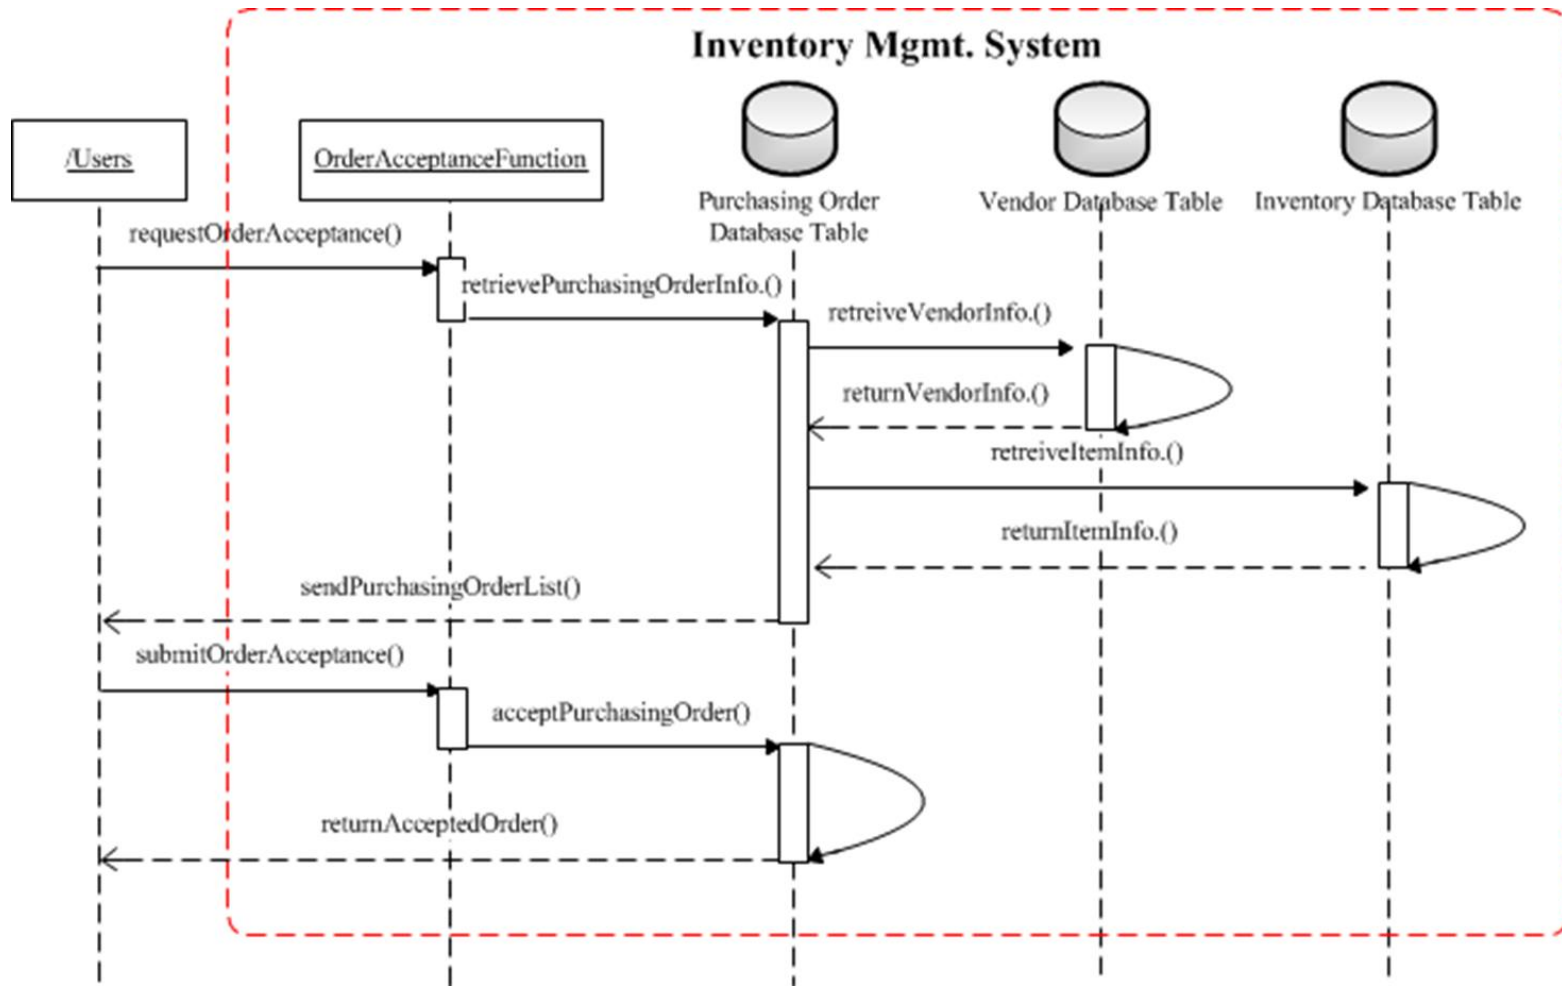 Inventory Mgmt. System
/Users
OrderAcceptanceFunction
Purchasing Order
Database Table
Vendor Database Table
Inventory Database Table
requestOrderAcceptance()
retrievePurchasingOrderInfo.()
retreiveVendorInfo.()
returnVendorInfo.()
retreiveItemInfo.()
returnItemInfo.()
sendPurchasingOrderList()
submitOrderAcceptance()
acceptPurchasingOrder()
returnAcceptedOrder()